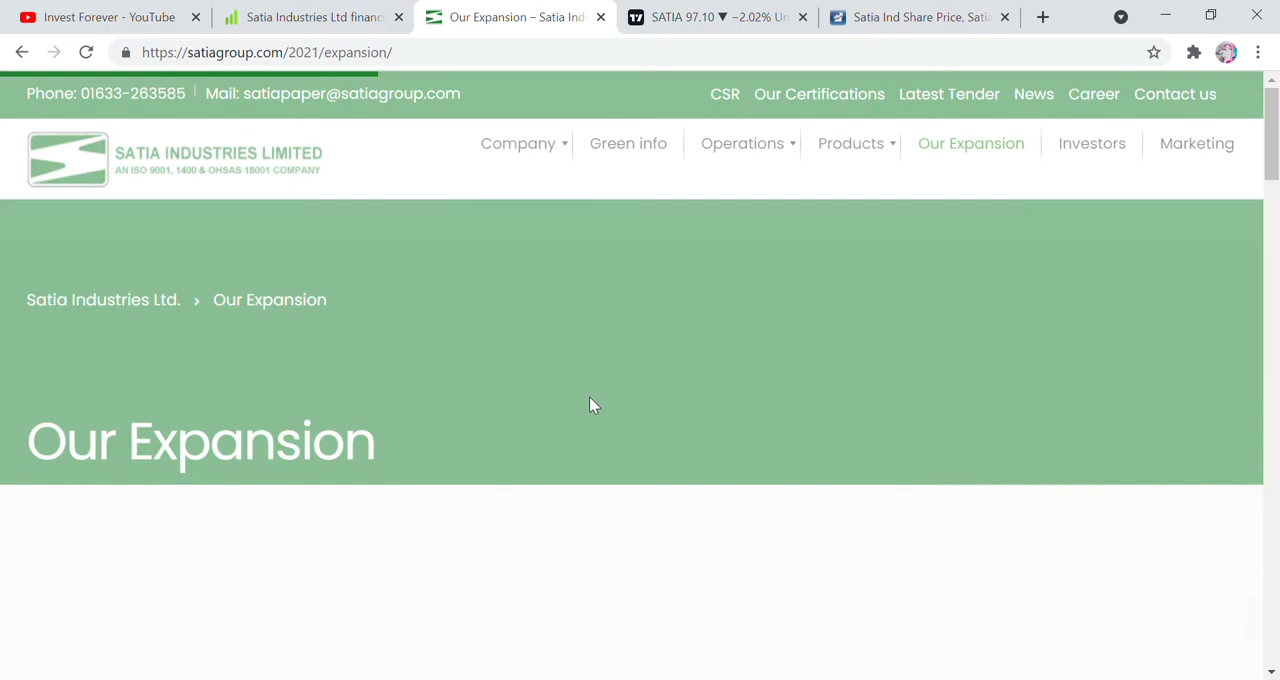 Invest Forever - YouTube
Satia Industries Ltd financi
Our Expansion – Satia Ind
SATIA 97.10 ▼ −2.02% Un
Satia Ind Share Price, Satia
https://satiagroup.com/2021/expansion/
Phone: 01633-263585 Mail: satiapaper@satiagroup.com
CSR Our Certifications Latest Tender News Career Contact us
SATIA INDUSTRIES LIMITED
AN ISO 9001, 1400 & OHSAS 18001 COMPANY
Company Green info Operations Products Our Expansion Investors Marketing
Satia Industries Ltd. › Our Expansion
Our Expansion